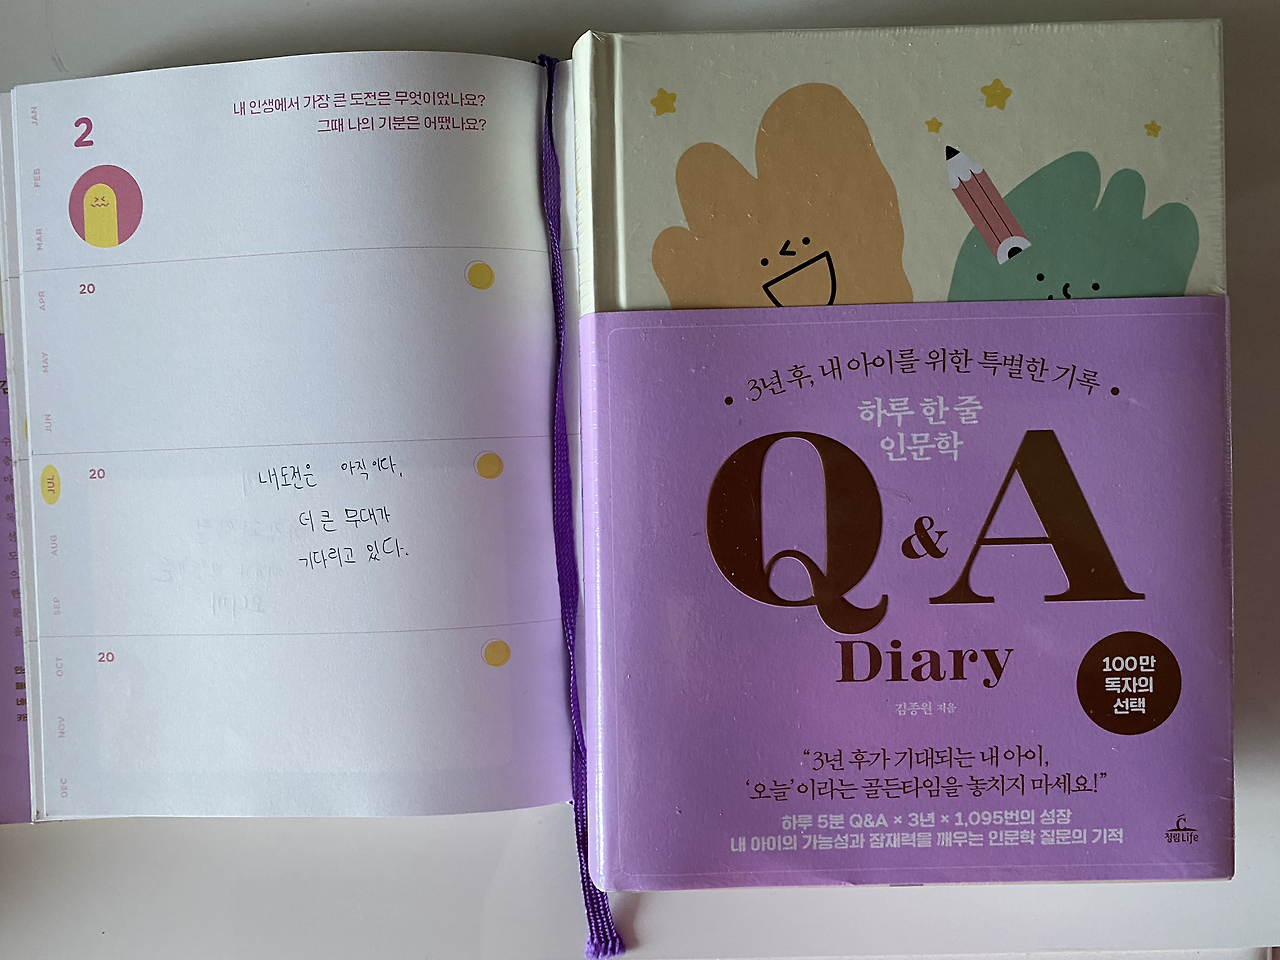 JAN
FEB
MAR
APR
MAY
JUN
JUL
AUG
SEP
OCT
NOV
DEC
2
내 인생에서 가장 큰 도전은 무엇이었나요?
그때 나의 기분은 어땠나요?
20
20
내 도전은 아직이다.
더 큰 무대가
기다리고 있다.
20
3년 후, 내 아이를 위한 특별한 기록
하루 한 줄
인문학
Q&A
Diary
김종원 지음
100만
독자의
선택
“3년 후가 기대되는 내 아이,
‘오늘’이라는 골든타임을 놓치지 마세요!”
하루 5분 Q&A × 3년 × 1,095번의 성장
내 아이의 가능성과 잠재력을 깨우는 인문학 질문의 기적
청림Life